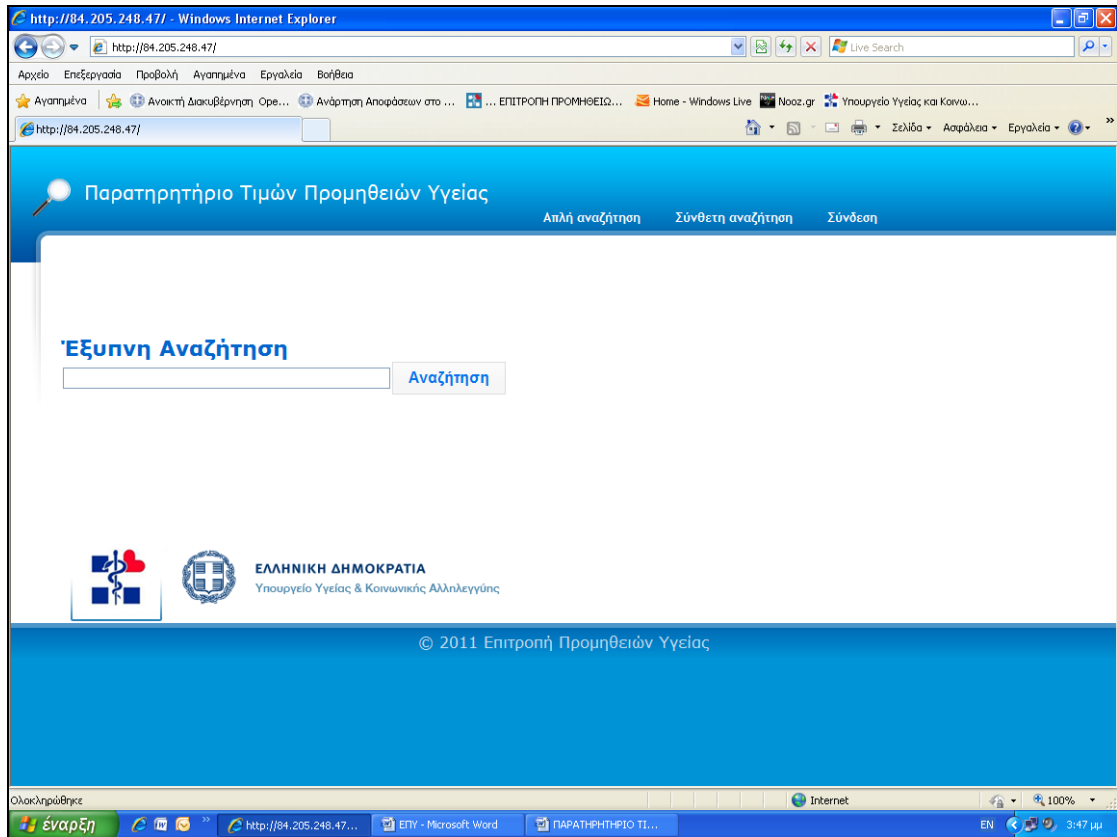 http://84.205.248.47/ - Windows Internet Explorer
http://84.205.248.47/
Live Search
Αρχείο Επεξεργασία Προβολή Αγαπημένα Εργαλεία Βοήθεια
Αγαπημένα Ανοικτή Διακυβέρνηση Ope... Ανάρτηση Αποφάσεων στο ... ... ΕΠΙΤΡΟΠΗ ΠΡΟΜΗΘΕΙΩ... Home - Windows Live Nooz.gr Υπουργείο Υγείας και Κοινω...
http://84.205.248.47/ Σελίδα Ασφάλεια Εργαλεία »
Παρατηρητήριο Τιμών Προμηθειών Υγείας
Απλή αναζήτηση Σύνθετη αναζήτηση Σύνδεση
Έξυπνη Αναζήτηση
Αναζήτηση
ΕΛΛΗΝΙΚΗ ΔΗΜΟΚΡΑΤΙΑ
Υπουργείο Υγείας & Κοινωνικής Αλληλεγγύης
© 2011 Επιτροπή Προμηθειών Υγείας
Ολοκληρώθηκε Internet 100%
έναρξη » http://84.205.248.47... ΕΠΥ - Microsoft Word ΠΑΡΑΤΗΡΗΤΗΡΙΟ ΤΙ... EN 3:47 μμ